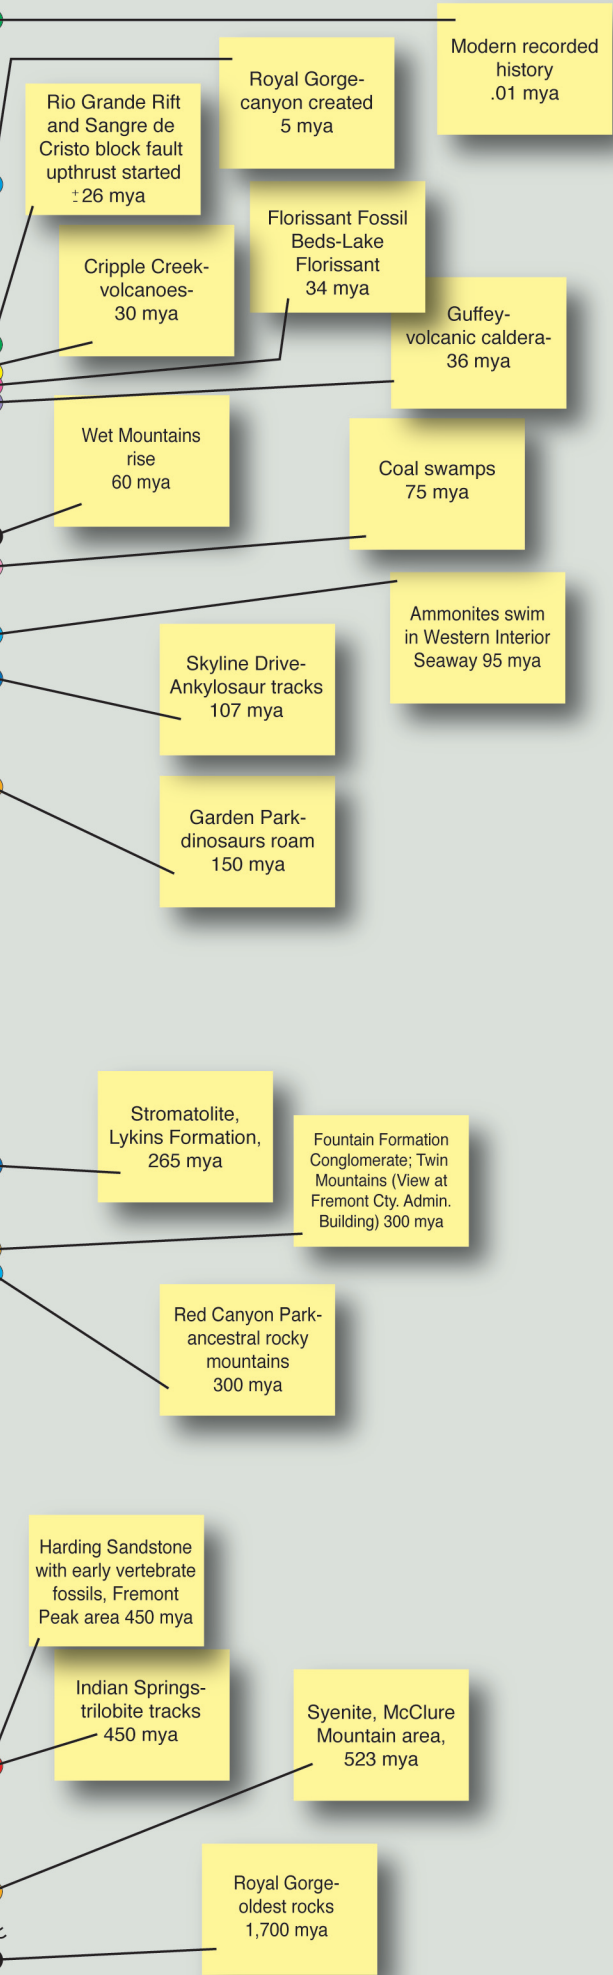 Modern recorded
history
.01 mya
Royal Gorge-
canyon created
5 mya
Rio Grande Rift
and Sangre de
Cristo block fault
upthrust started
±26 mya
Florissant Fossil
Beds-Lake
Florissant
34 mya
Cripple Creek-
volcanoes-
30 mya
Guffey-
volcanic caldera-
36 mya
Wet Mountains
rise
60 mya
Coal swamps
75 mya
Ammonites swim
in Western Interior
Seaway 95 mya
Skyline Drive-
Ankylosaur tracks
107 mya
Garden Park-
dinosaurs roam
150 mya
Stromatolite,
Lykins Formation,
265 mya
Fountain Formation
Conglomerate; Twin
Mountains (View at
Fremont Cty. Admin.
Building) 300 mya
Red Canyon Park-
ancestral rocky
mountains
300 mya
Harding Sandstone
with early vertebrate
fossils, Fremont
Peak area 450 mya
Indian Springs-
trilobite tracks
450 mya
Syenite, McClure
Mountain area,
523 mya
Royal Gorge-
oldest rocks
1,700 mya